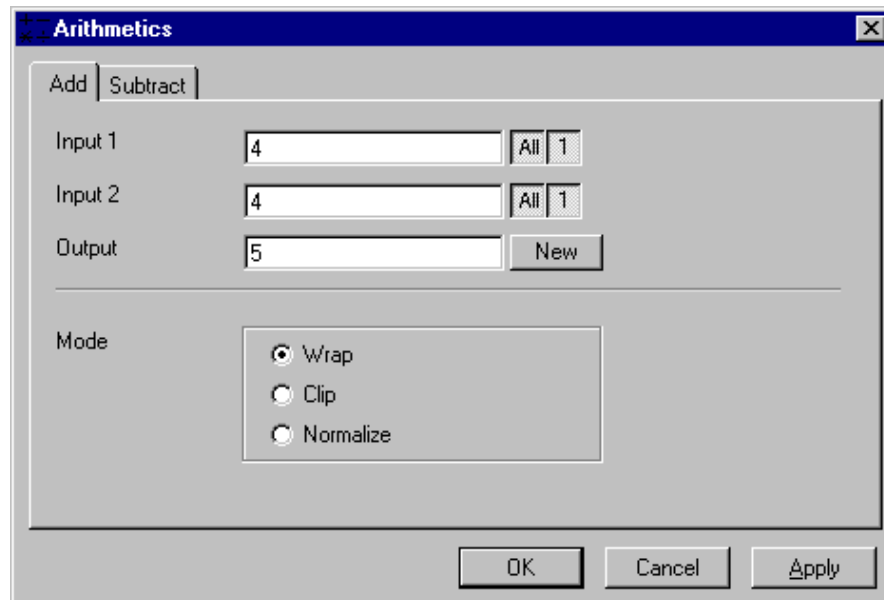 Arithmetics
Add Subtract
Input 1 4 All 1
Input 2 4 All 1
Output 5 New
Mode
Wrap
Clip
Normalize
OK Cancel Apply